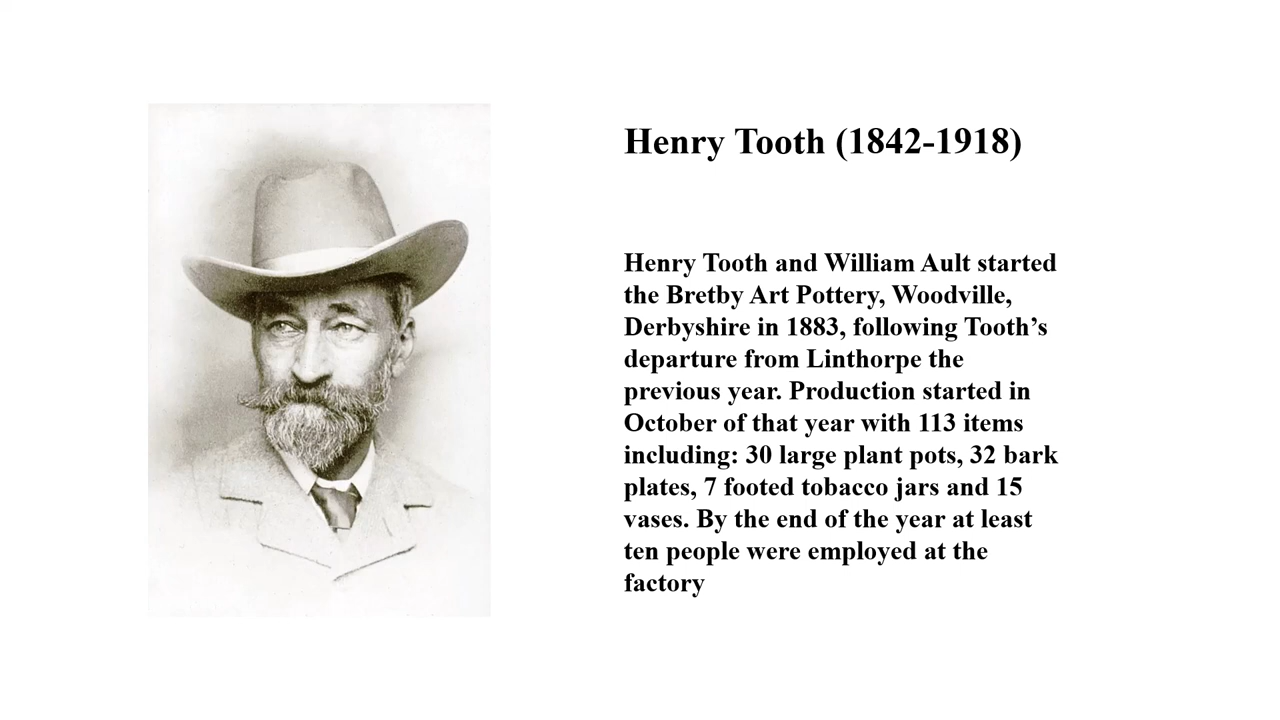 Henry Tooth (1842-1918)
Henry Tooth and William Ault started
the Bretby Art Pottery, Woodville,
Derbyshire in 1883, following Tooth’s
departure from Linthorpe the
previous year. Production started in
October of that year with 113 items
including: 30 large plant pots, 32 bark
plates, 7 footed tobacco jars and 15
vases. By the end of the year at least
ten people were employed at the
factory